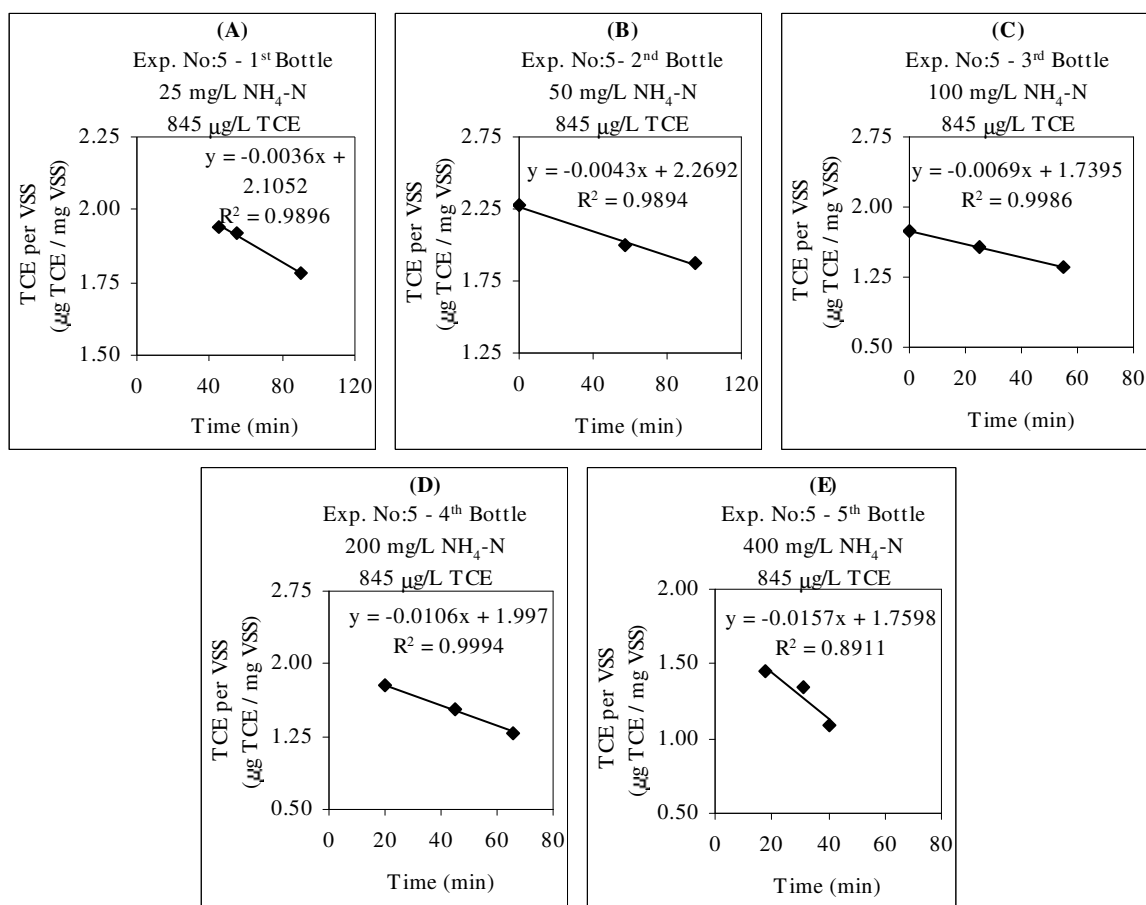 (A)
Exp. No:5 - 1st Bottle
25 mg/L NH4-N
845 μg/L TCE
y = -0.0036x +
2.1052
R2 = 0.9896
2.25
2.00
1.75
1.50
0 40 80 120
Time (min)
TCE per VSS
(μg TCE / mg VSS)
(B)
Exp. No:5- 2nd Bottle
50 mg/L NH4-N
845 μg/L TCE
y = -0.0043x + 2.2692
R2 = 0.9894
2.75
2.25
1.75
1.25
0 40 80 120
Time (min)
TCE per VSS
(μg TCE / mg VSS)
(C)
Exp. No:5 - 3rd Bottle
100 mg/L NH4-N
845 μg/L TCE
y = -0.0069x + 1.7395
R2 = 0.9986
2.75
2.00
1.25
0.50
0 20 40 60 80
Time (min)
TCE per VSS
(μg TCE / mg VSS)
(D)
Exp. No:5 - 4th Bottle
200 mg/L NH4-N
845 μg/L TCE
y = -0.0106x + 1.997
R2 = 0.9994
2.75
2.00
1.25
0.50
0 20 40 60 80
Time (min)
TCE per VSS
(μg TCE / mg VSS)
(E)
Exp. No:5 - 5th Bottle
400 mg/L NH4-N
845 μg/L TCE
y = -0.0157x + 1.7598
R2 = 0.8911
2.00
1.50
1.00
0.50
0 20 40 60 80
Time (min)
TCE per VSS
(μg TCE / mg VSS)